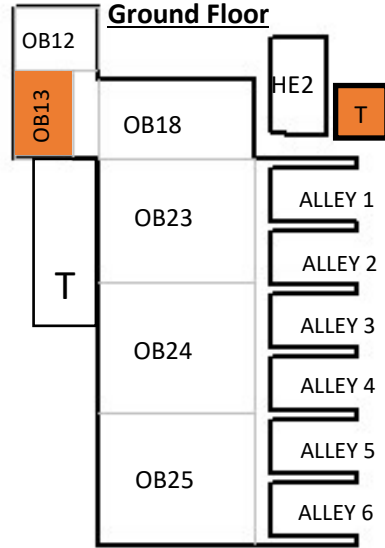 Ground Floor
OB12
HE2
OB13
T
OB18
ALLEY 1
OB23
ALLEY 2
T
ALLEY 3
OB24
ALLEY 4
ALLEY 5
OB25
ALLEY 6